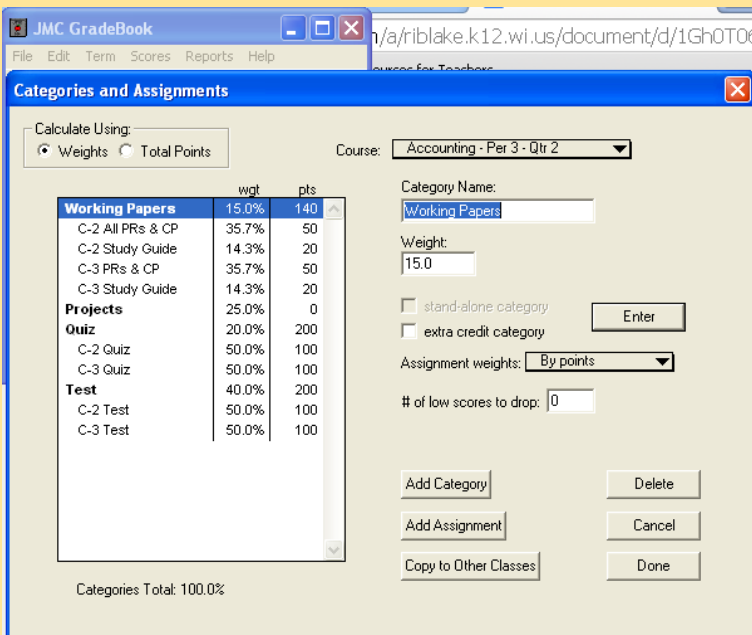 JMC GradeBook
/a/riblake.k12.wi.us/document/d/1Gh0T06
File Edit Term Scores Reports Help
Categories and Assignments
Calculate Using:
Weights Total Points
Course: Accounting - Per 3 - Qtr 2
wgt pts
Working Papers 15.0% 140
C-2 All PRs & CP 35.7% 50
C-2 Study Guide 14.3% 20
C-3 PRs & CP 35.7% 50
C-3 Study Guide 14.3% 20
Projects 25.0% 0
Quiz 20.0% 200
C-2 Quiz 50.0% 100
C-3 Quiz 50.0% 100
Test 40.0% 200
C-2 Test 50.0% 100
C-3 Test 50.0% 100
Categories Total: 100.0%
Category Name:
Working Papers
Weight:
15.0
stand-alone category
extra credit category
Enter
Assignment weights: By points
# of low scores to drop: 0
Add Category Delete
Add Assignment Cancel
Copy to Other Classes Done